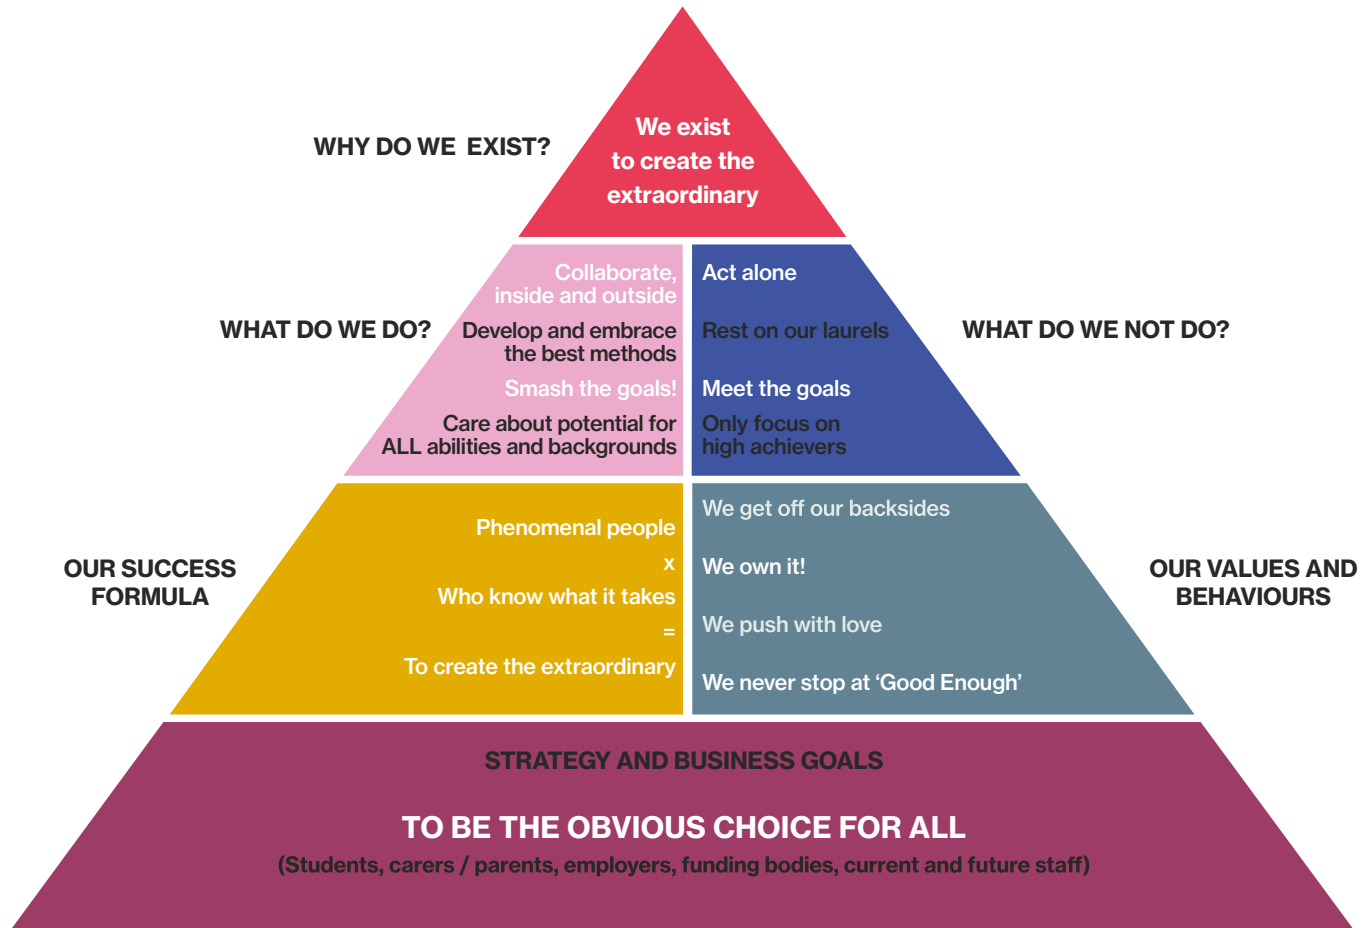 WHY DO WE EXIST?
We exist
to create the
extraordinary
WHAT DO WE DO?
Collaborate,
inside and outside
Develop and embrace
the best methods
Smash the goals!
Care about potential for
ALL abilities and backgrounds
Act alone
Rest on our laurels
Meet the goals
Only focus on
high achievers
WHAT DO WE NOT DO?
OUR SUCCESS
FORMULA
Phenomenal people
x
Who know what it takes
=
To create the extraordinary
We get off our backsides
We own it!
We push with love
We never stop at ‘Good Enough’
OUR VALUES AND
BEHAVIOURS
STRATEGY AND BUSINESS GOALS
TO BE THE OBVIOUS CHOICE FOR ALL
(Students, carers / parents, employers, funding bodies, current and future staff)